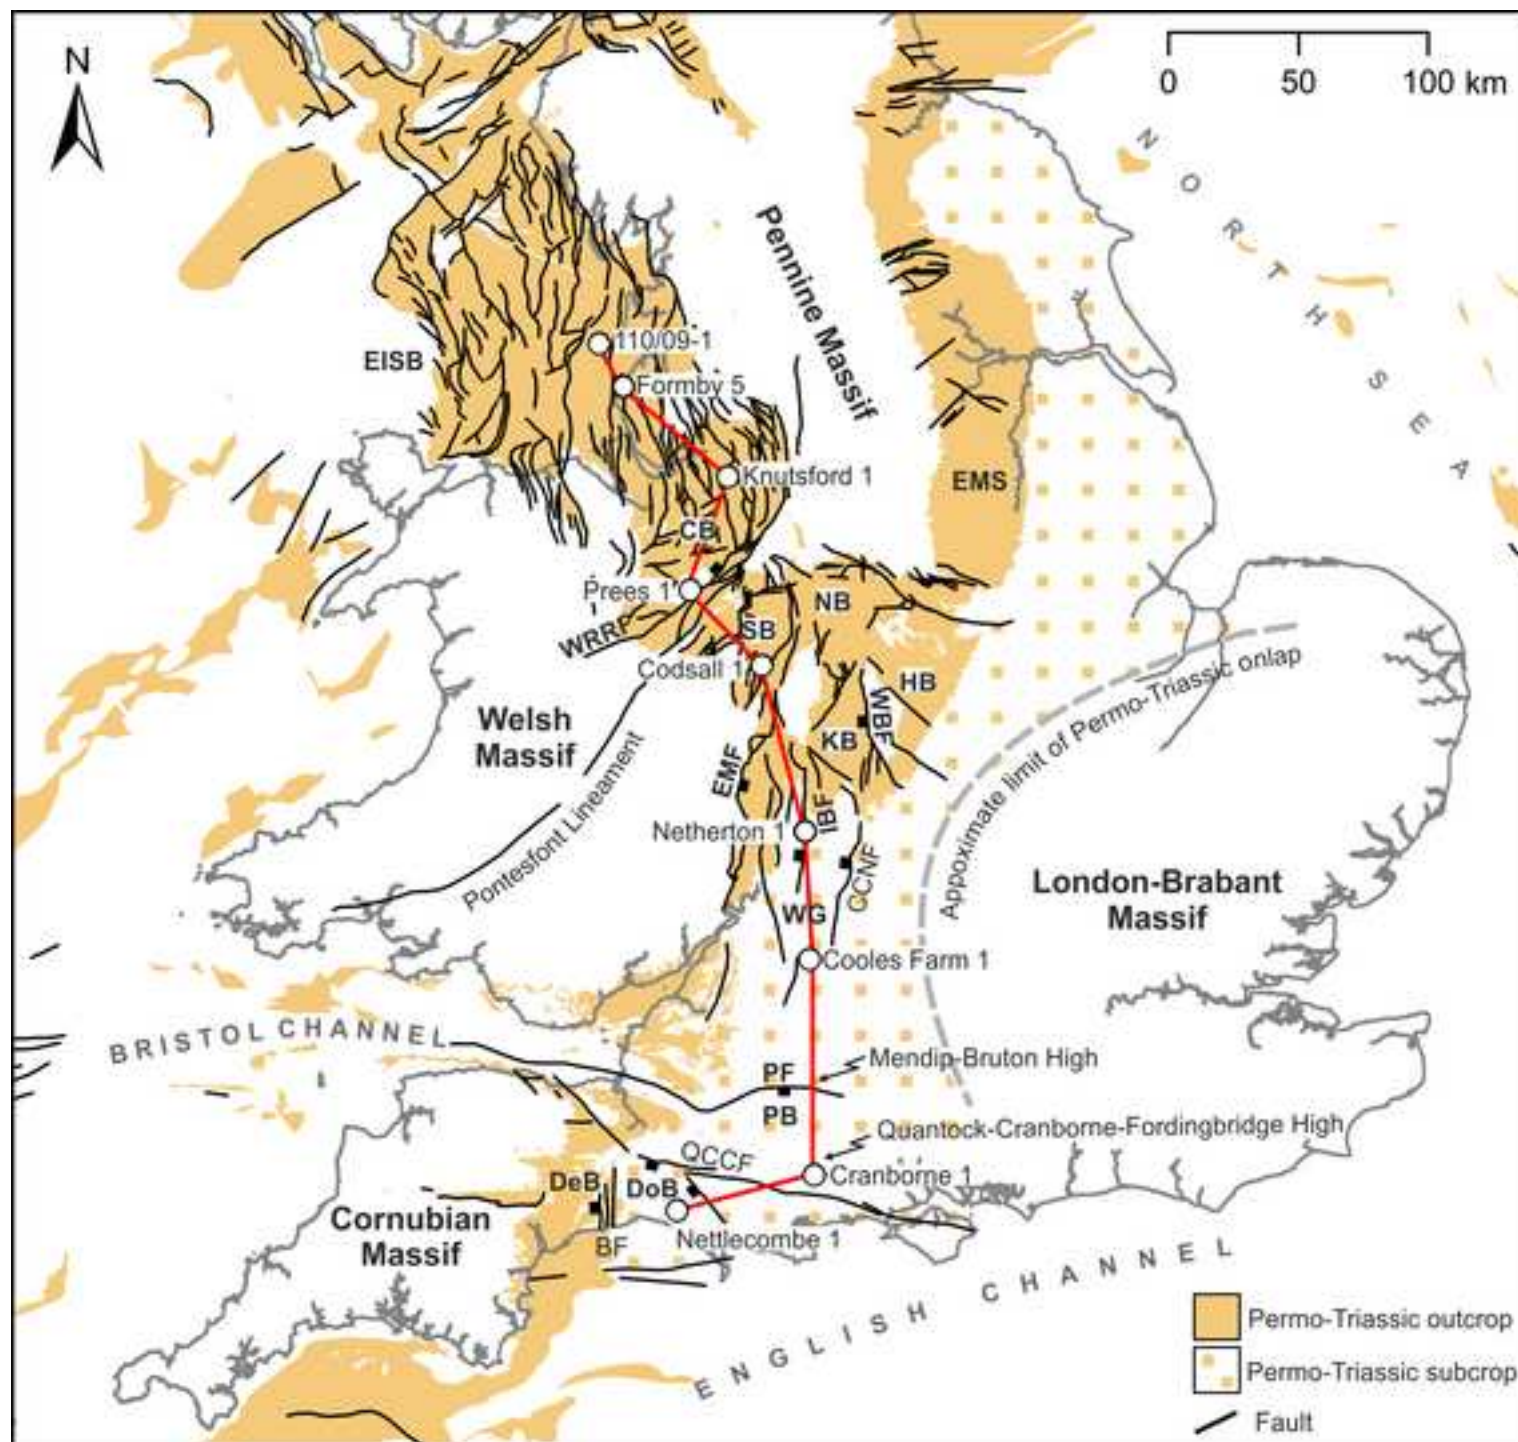 N
0 50 100 km
NORTH SEA
Pennine Massif
110/09-1
EISB
Formby 5
Knutsford 1
EMS
CB
Prees 1
NB
WRRF
SB
Codsall 1
HB
WBF
Approximate limit of Permo-Triassic onlap
Welsh
Massif
KB
EMF
IBF
Pontesfont Lineament
Netherton 1
CCNF
London-Brabant
Massif
WG
Cooles Farm 1
BRISTOL CHANNEL
Mendip-Bruton High
PF
PB
Quantock-Cranborne-Fordingbridge High
QCCF
Cranborne 1
DeB
DoB
Cornubian
Massif
BF
Nettlecombe 1
ENGLISH CHANNEL
Permo-Triassic outcrop
Permo-Triassic subcrop
Fault